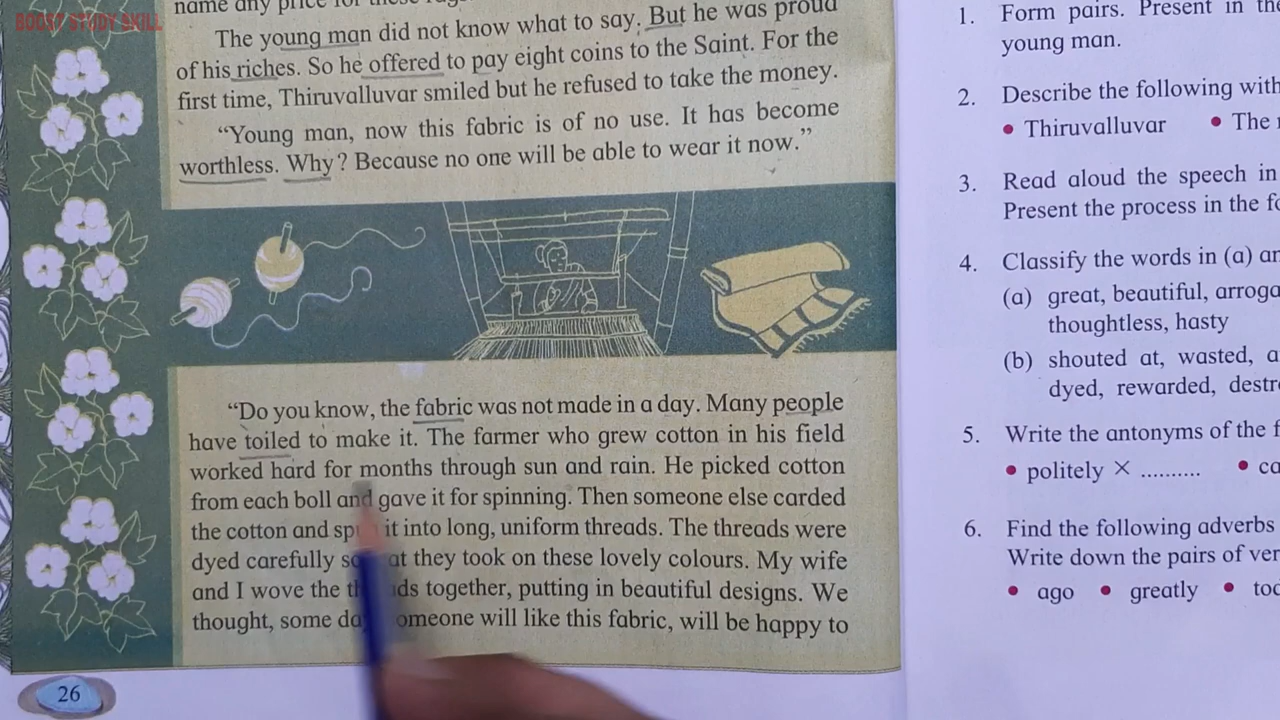 BOOST STUDY SKILL
name any price for these
The young man did not know what to say. But he was proud
of his riches. So he offered to pay eight coins to the Saint. For the
first time, Thiruvalluvar smiled but he refused to take the money.
“Young man, now this fabric is of no use. It has become
worthless. Why? Because no one will be able to wear it now.”
“Do you know, the fabric was not made in a day. Many people
have toiled to make it. The farmer who grew cotton in his field
worked hard for months through sun and rain. He picked cotton
from each boll and gave it for spinning. Then someone else carded
the cotton and it into long, uniform threads. The threads were
dyed carefully they took on these lovely colours. My wife
and I wove the together, putting in beautiful designs. We
thought, some will like this fabric, will be happy to
26
1. Form pairs. Present in the
young man.
2. Describe the following with
• Thiruvalluvar • The
3. Read aloud the speech in
Present the process in the
4. Classify the words in (a)
(a) great, beautiful,
thoughtless, hasty
(b) shouted at, wasted,
dyed, rewarded,
5. Write the antonyms of the
• politely × ..........
6. Find the following adverbs
Write down the pairs of
• ago • greatly •